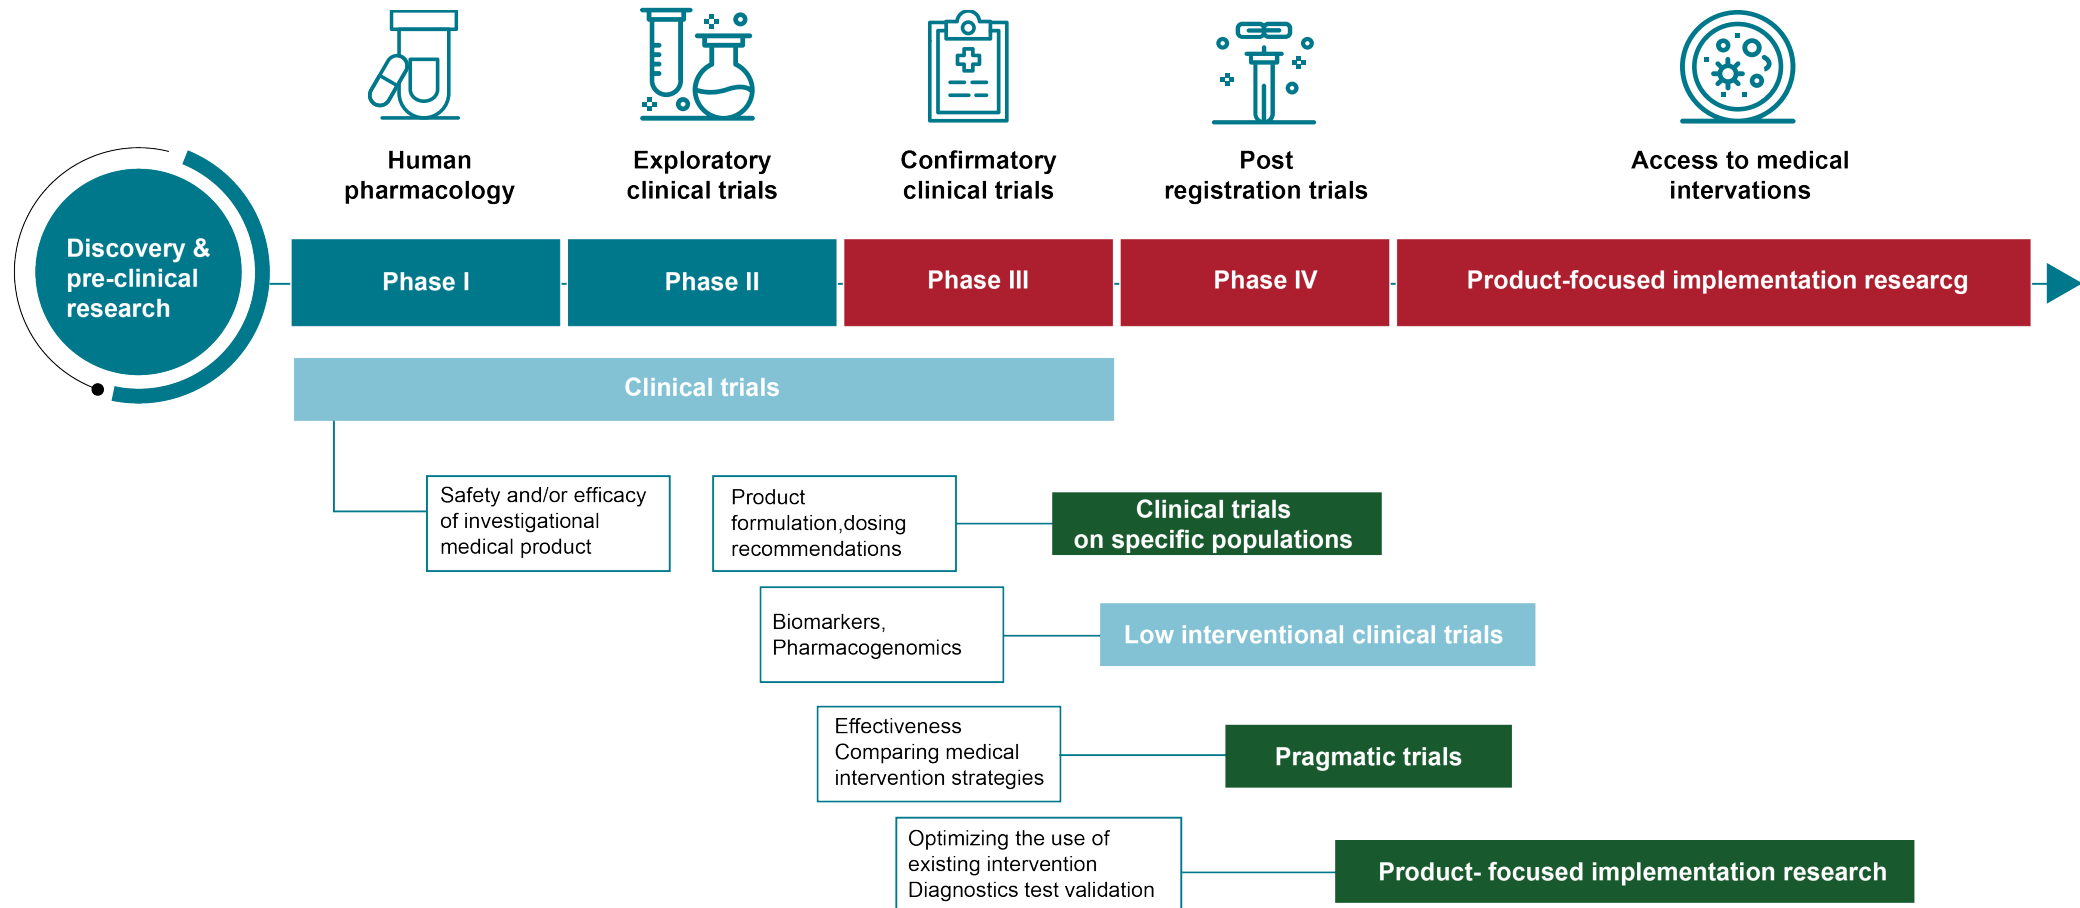 Human
pharmacology
Exploratory
clinical trials
Confirmatory
clinical trials
Post
registration trials
Access to medical
intervations
Discovery &
pre-clinical
research
Phase I
Phase II
Phase III
Phase IV
Product-focused implementation researcg
Clinical trials
Safety and/or efficacy
of investigational
medical product
Product
formulation,dosing
recommendations
Clinical trials
on specific populations
Biomarkers,
Pharmacogenomics
Low interventional clinical trials
Effectiveness
Comparing medical
intervention strategies
Pragmatic trials
Optimizing the use of
existing intervention
Diagnostics test validation
Product- focused implementation research